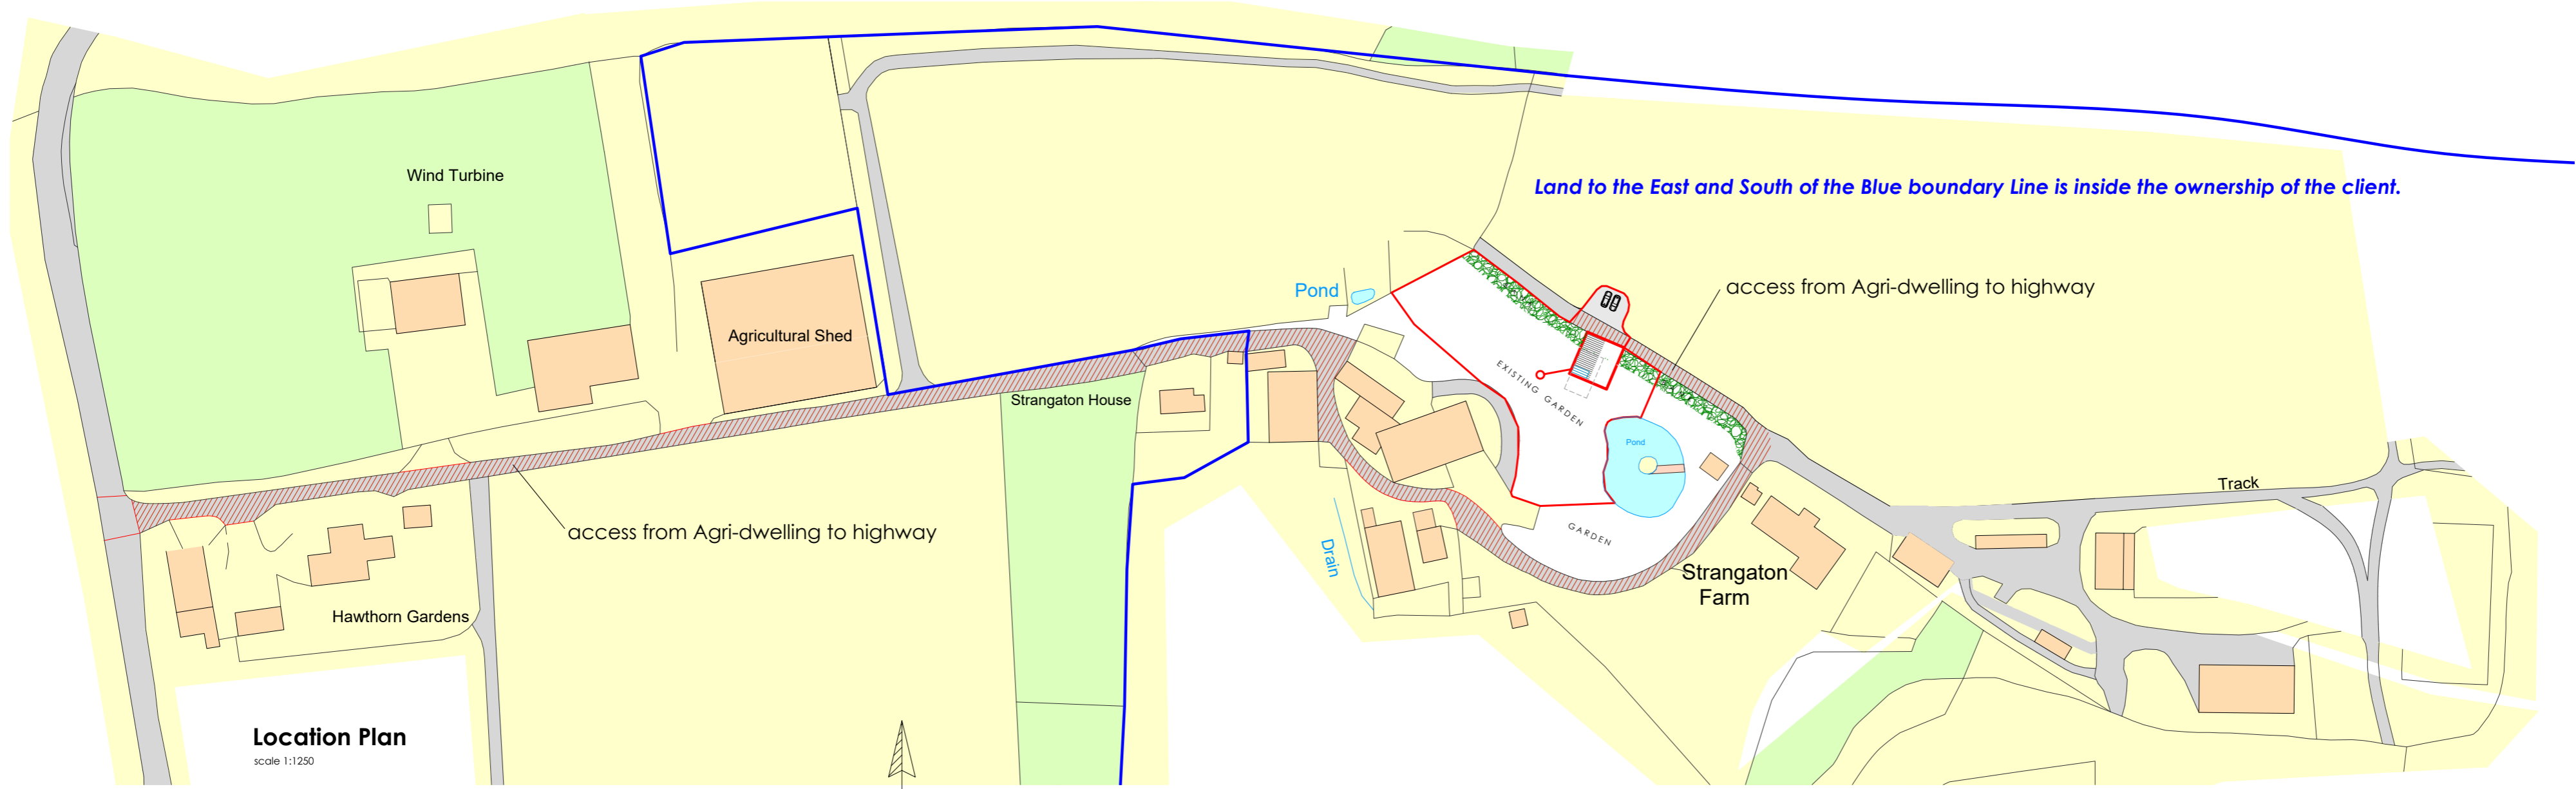 Wind Turbine
Land to the East and South of the Blue boundary Line is inside the ownership of the client.
access from Agri-dwelling to highway
Pond
Agricultural Shed
EXISTING GARDEN
Strangaton House
Pond
Track
access from Agri-dwelling to highway
GARDEN
Drain
Strangaton
Farm
Hawthorn Gardens
Location Plan
scale 1:1250